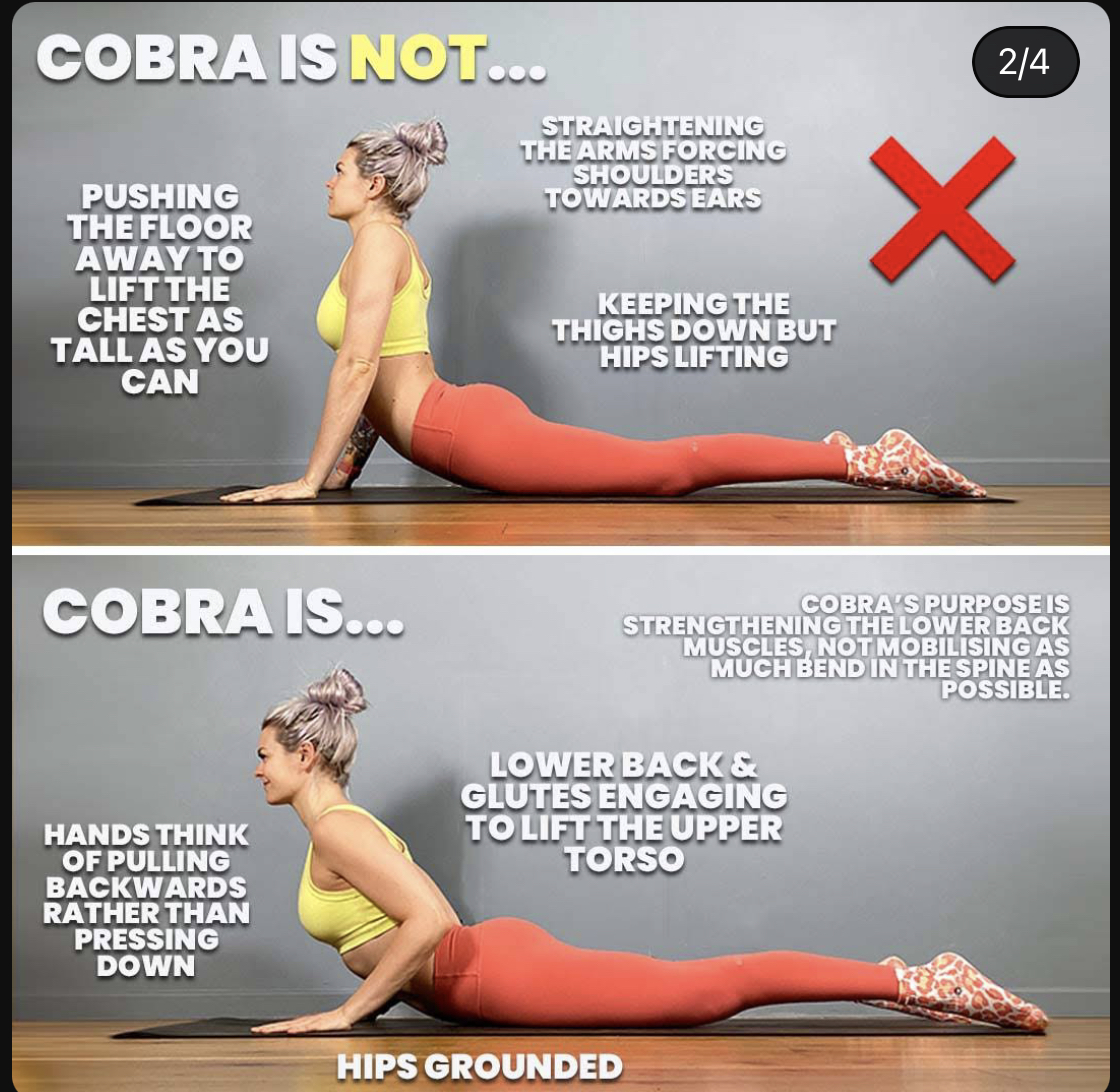 COBRA IS NOT...
2/4
STRAIGHTENING
THE ARMS FORCING
SHOULDERS
TOWARDS EARS
PUSHING
THE FLOOR
AWAY TO
LIFT THE
CHEST AS
TALL AS YOU
CAN
KEEPING THE
THIGHS DOWN BUT
HIPS LIFTING
COBRA IS...
COBRA'S PURPOSE IS
STRENGTHENING THE LOWER BACK
MUSCLES, NOT MOBILISING AS
MUCH BEND IN THE SPINE AS
POSSIBLE.
LOWER BACK &
GLUTES ENGAGING
TO LIFT THE UPPER
TORSO
HANDS THINK
OF PULLING
BACKWARDS
RATHER THAN
PRESSING
DOWN
HIPS GROUNDED